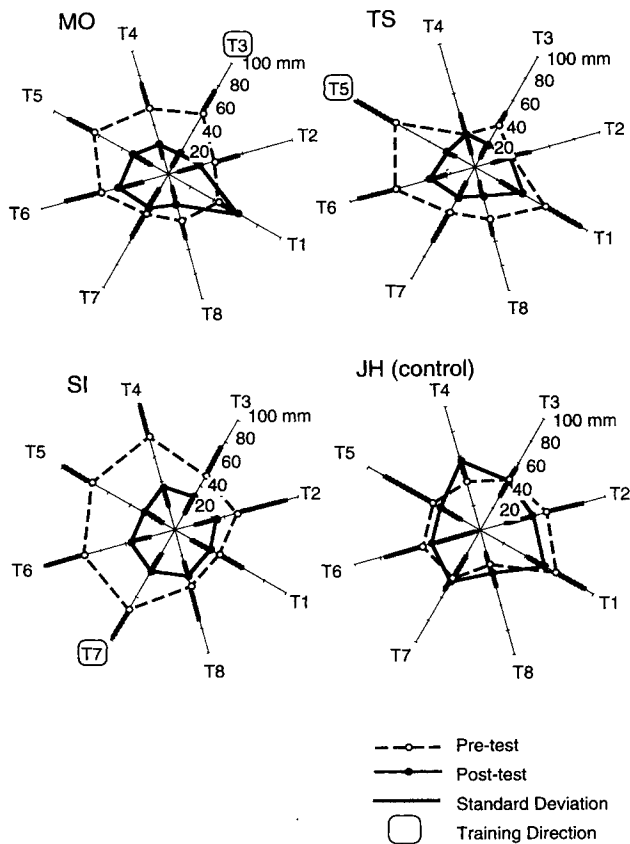 MO
T4
T3
100 mm
80
60
40
20
T5
T2
T6
T1
T7
T8
TS
T4
T3
100 mm
80
60
40
20
T5
T2
T6
T1
T7
T8
SI
T4
T3
100 mm
80
60
40
20
T5
T2
T6
T1
T7
T8
JH (control)
T4
T3
100 mm
80
60
40
20
T5
T2
T6
T1
T7
T8
Pre-test
Post-test
Standard Deviation
Training Direction